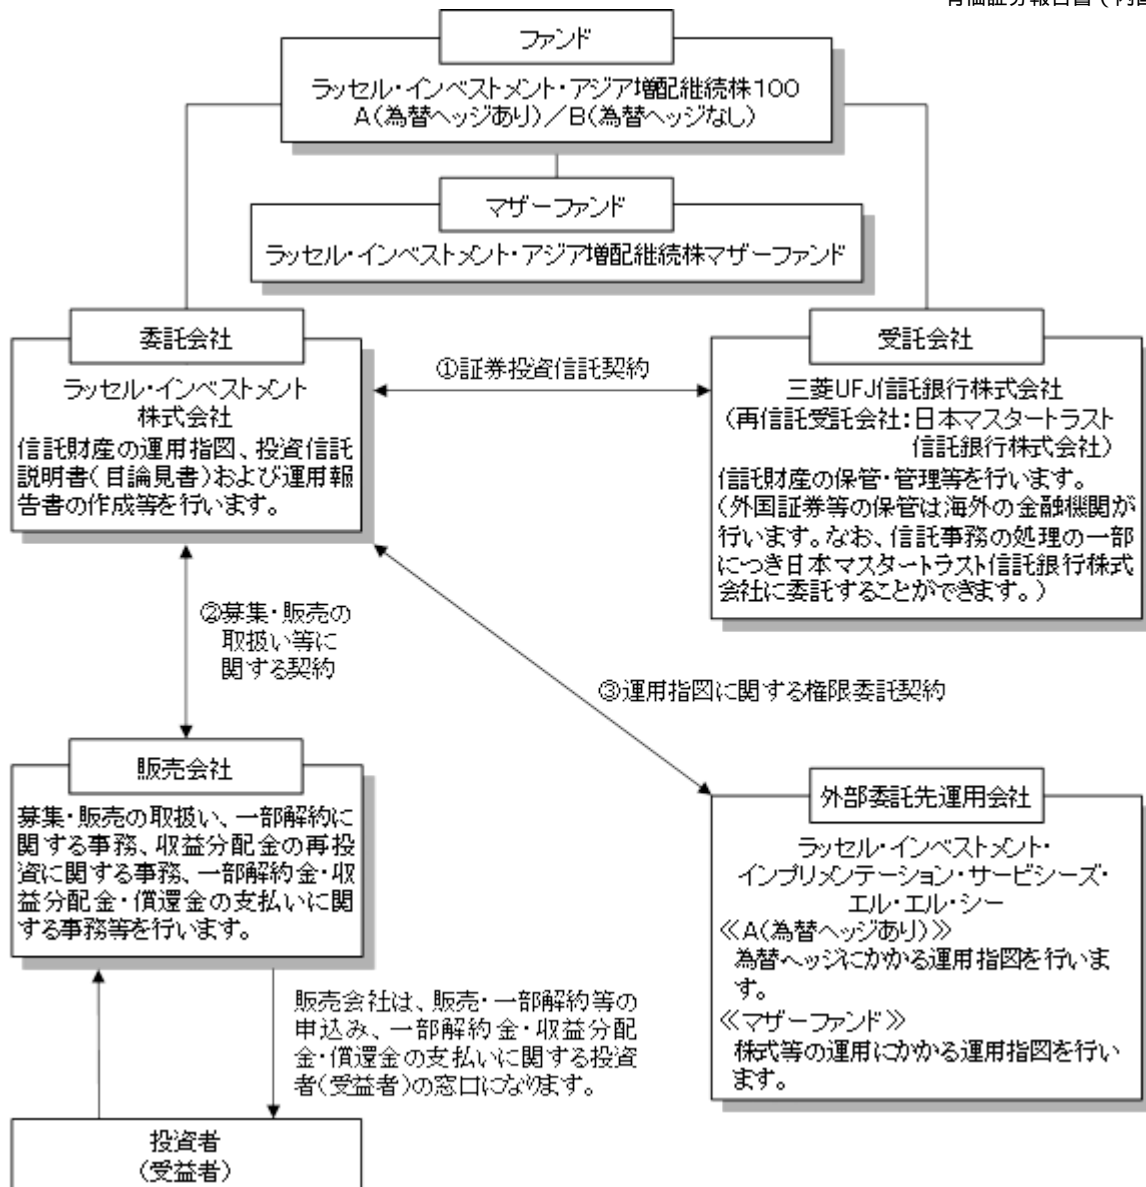 ファンド
ラッセル・インベストメント・アジア増配継続株100
A(為替ヘッジあり)/B(為替ヘッジなし)
マザーファンド
ラッセル・インベストメント・アジア増配継続株マザーファンド
委託会社
ラッセル・インベストメント
株式会社
信託財産の運用指図、投資信託
説明書(目論見書)および運用報
告書の作成等を行います。
①証券投資信託契約
受託会社
三菱UFJ信託銀行株式会社
(再信託受託会社:日本マスタートラスト
信託銀行株式会社)
信託財産の保管・管理等を行います。
(外国証券等の保管は海外の金融機関が
行います。なお、信託事務の処理の一部
につき日本マスタートラスト信託銀行株式
会社に委託することができます。)
②募集・販売の
取扱い等に
関する契約
③運用指図に関する権限委託契約
販売会社
募集・販売の取扱い、一部解約に
関する事務、収益分配金の再投
資に関する事務、一部解約金・収
益分配金・償還金の支払いに関
する事務等を行います。
外部委託先運用会社
ラッセル・インベストメント・
インプリメンテーション・サービシーズ・
エル・エル・シー
≪A(為替ヘッジあり)≫
為替ヘッジにかかる運用指図を行いま
す。
≪マザーファンド≫
株式等の運用にかかる運用指図を行い
ます。
販売会社は、販売・一部解約等の
申込み、一部解約金・収益分配
金・償還金の支払いに関する投資
者(受益者)の窓口になります。
投資者
(受益者)